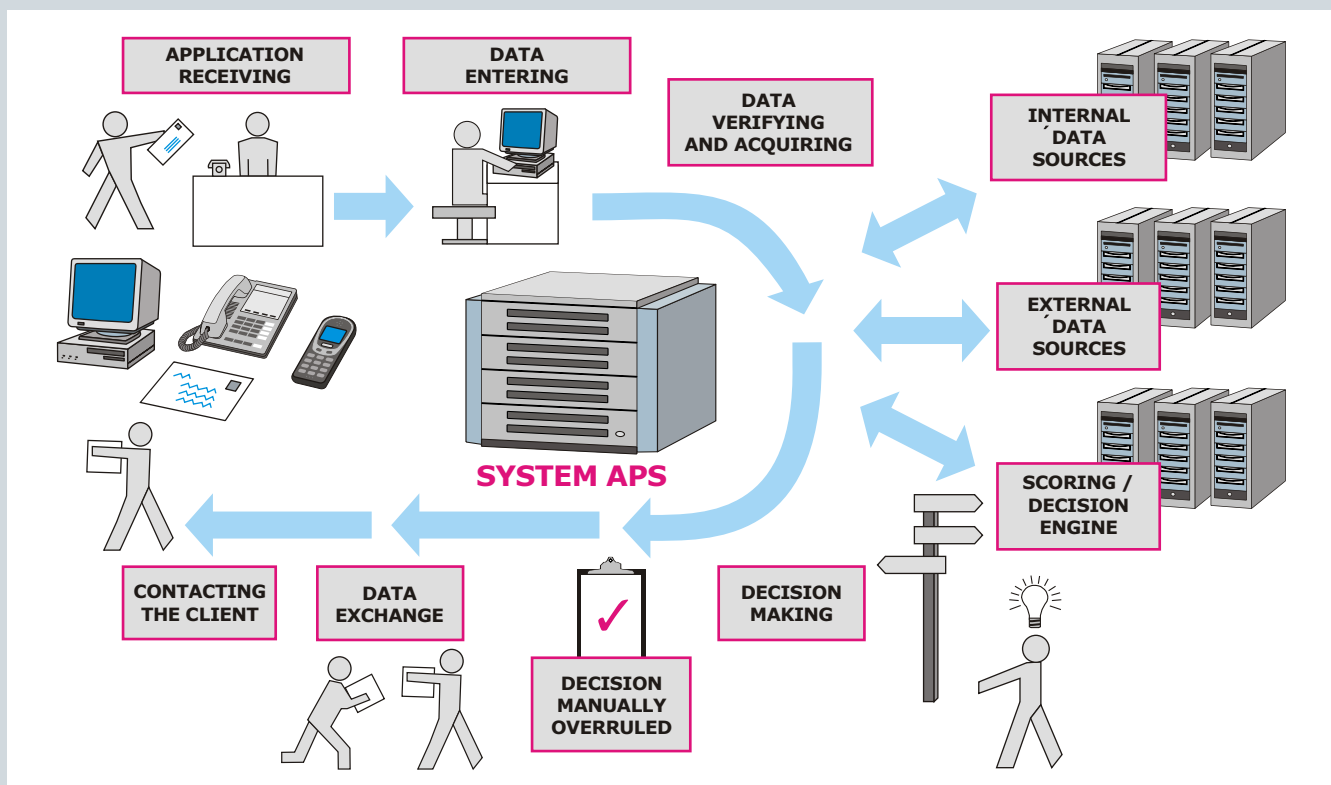 APPLICATION
RECEIVING
DATA
ENTERING
DATA
VERIFYING
AND ACQUIRING
INTERNAL
´DATA
SOURCES
EXTERNAL
´DATA
SOURCES
SYSTEM APS
SCORING /
DECISION
ENGINE
CONTACTING
THE CLIENT
DATA
EXCHANGE
DECISION
MANUALLY
OVERRULED
DECISION
MAKING